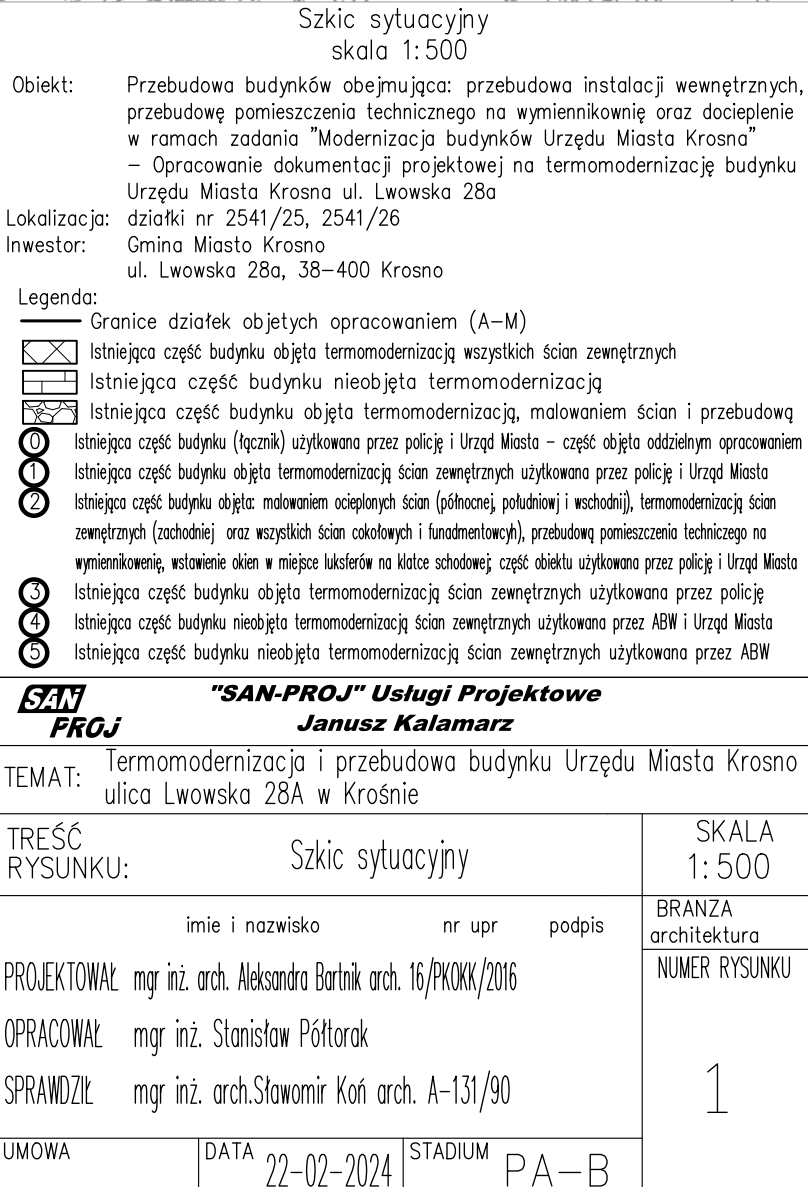 Szkic sytuacyjny
skala 1:500
Obiekt: Przebudowa budynków obejmująca: przebudowa instalacji wewnętrznych,
przebudowę pomieszczenia technicznego na wymiennikownię oraz docieplenie
w ramach zadania "Modernizacja budynków Urzędu Miasta Krosna"
– Opracowanie dokumentacji projektowej na termomodernizację budynku
Urzędu Miasta Krosna ul. Lwowska 28a
Lokalizacja: działki nr 2541/25, 2541/26
Inwestor: Gmina Miasto Krosno
ul. Lwowska 28a, 38–400 Krosno
Legenda:
Granice działek objetych opracowaniem (A–M)
Istniejąca część budynku objęta termomodernizacją wszystkich ścian zewnętrznych
Istniejąca część budynku nieobjęta termomodernizacją
Istniejąca część budynku objęta termomodernizacją, malowaniem ścian i przebudową
0 Istniejąca część budynku (łącznik) użytkowana przez policję i Urząd Miasta – część objęta oddzielnym opracowaniem
1 Istniejąca część budynku objęta termomodernizacją ścian zewnętrznych użytkowana przez policję i Urząd Miasta
2 Istniejąca część budynku objęta: malowaniem ocieplonych ścian (północnej, południowj i wschodnij), termomodernizacją ścian
zewnętrznych (zachodniej oraz wszystkich ścian cokołowych i funadmentowcyh), przebudową pomieszczenia techniczego na
wymiennikowenię, wstawienie okien w miejsce luksferów na klatce schodowej; część obiektu użytkowana przez policję i Urząd Miasta
3 Istniejąca część budynku objęta termomodernizacją ścian zewnętrznych użytkowana przez policję
4 Istniejąca część budynku nieobjęta termomodernizacją ścian zewnętrznych użytkowana przez ABW i Urząd Miasta
5 Istniejąca część budynku nieobjęta termomodernizacją ścian zewnętrznych użytkowana przez ABW
SAN PROJ
"SAN-PROJ" Usługi Projektowe
Janusz Kalamarz
TEMAT: Termomodernizacja i przebudowa budynku Urzędu Miasta Krosno
ulica Lwowska 28A w Krośnie
TREŚĆ RYSUNKU: Szkic sytuacyjny
SKALA
1:500
imie i nazwisko nr upr podpis
BRANZA
architektura
PROJEKTOWAŁ mgr inż. arch. Aleksandra Bartnik arch. 16/PKOKK/2016
OPRACOWAŁ mgr inż. Stanisław Półtorak
SPRAWDZIŁ mgr inż. arch.Sławomir Koń arch. A–131/90
NUMER RYSUNKU
1
UMOWA DATA 22–02–2024 STADIUM PA–B